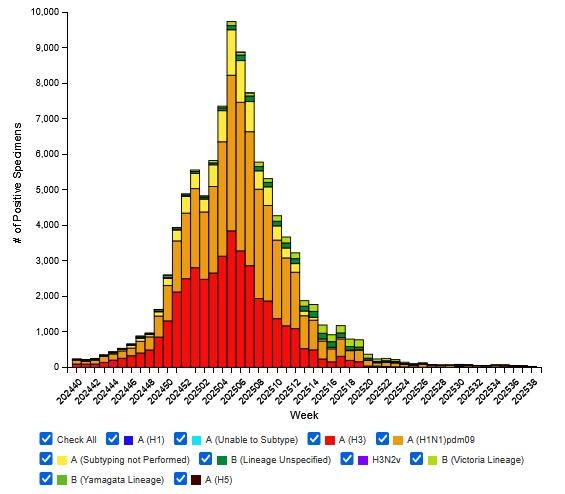 10,000
9,000
8,000
7,000
6,000
5,000
4,000
3,000
2,000
1,000
0
# of Positive Specimens
202440 202442 202444 202446 202448 202450 202452 202502 202504 202506 202508 202510 202512 202514 202516 202518 202520 202522 202524 202526 202528 202530 202532 202534 202536 202538
Week
Check All A (H1) A (Unable to Subtype) A (H3) A (H1N1)pdm09
A (Subtyping not Performed) B (Lineage Unspecified) H3N2v B (Victoria Lineage)
B (Yamagata Lineage) A (H5)